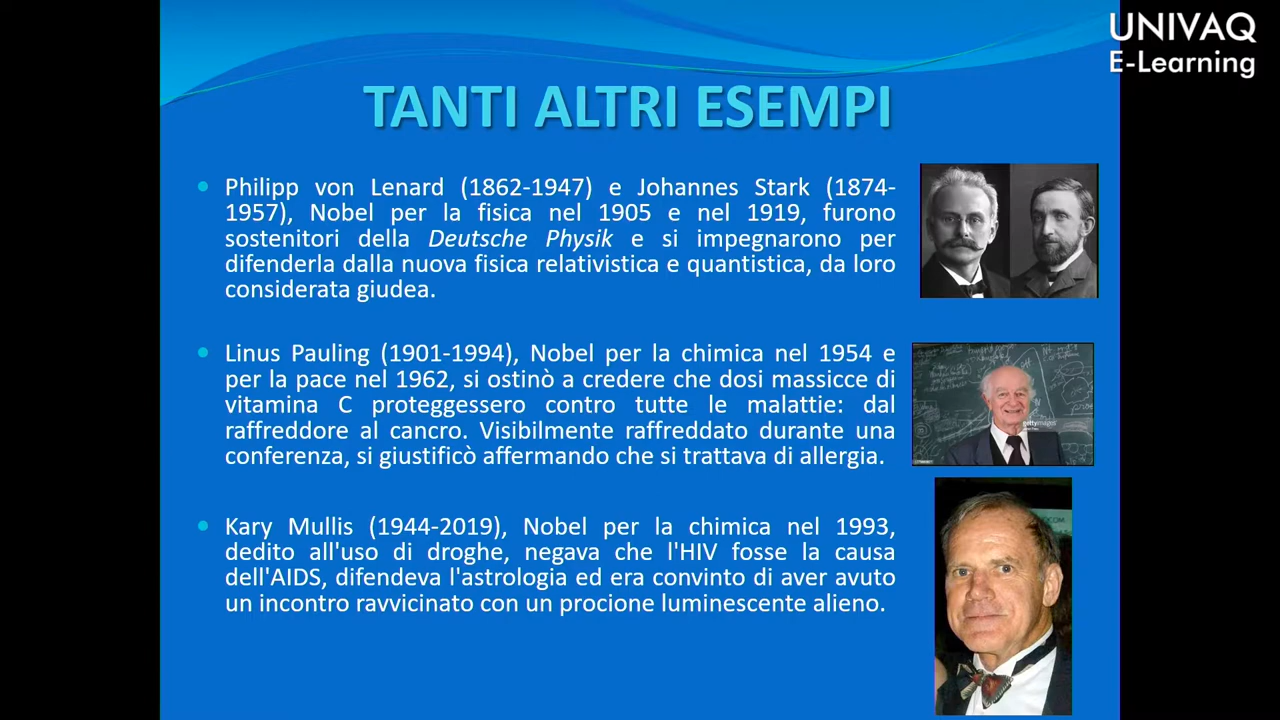 UNIVAQ
E-Learning
TANTI ALTRI ESEMPI
Philipp von Lenard (1862-1947) e Johannes Stark (1874-
1957), Nobel per la fisica nel 1905 e nel 1919, furono
sostenitori della Deutsche Physik e si impegnarono per
difenderla dalla nuova fisica relativistica e quantistica, da loro
considerata giudea.
Linus Pauling (1901-1994), Nobel per la chimica nel 1954 e
per la pace nel 1962, si ostinò a credere che dosi massicce di
vitamina C proteggessero contro tutte le malattie: dal
raffreddore al cancro. Visibilmente raffreddato durante una
conferenza, si giustificò affermando che si trattava di allergia.
gettyimages
Kary Mullis (1944-2019), Nobel per la chimica nel 1993,
dedito all'uso di droghe, negava che l'HIV fosse la causa
dell'AIDS, difendeva l'astrologia ed era convinto di aver avuto
un incontro ravvicinato con un procione luminescente alieno.